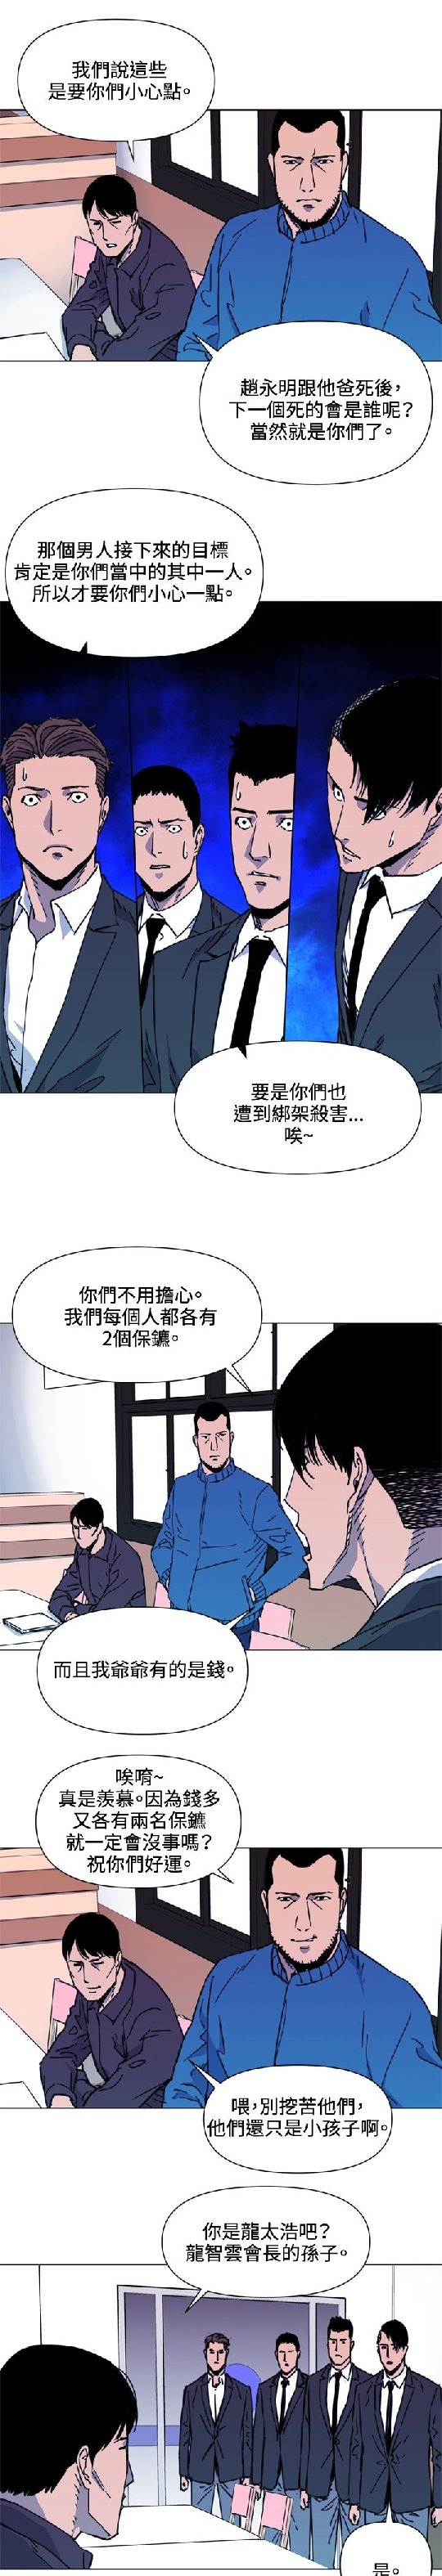 我們說這些
是要你們小心點。
趙永明跟他爸死後，
下一個死的會是誰呢？
當然就是你們了。
那個男人接下來的目標
肯定是你們當中的其中一人。
所以才要你們小心一點。
要是你們也
遭到綁架殺害...
唉~
你們不用擔心。
我們每個人都各有
2個保鑣。
而且我爺爺有的是錢。
唉唷~
真是羨慕。因為錢多
又各有兩名保鑣
就一定會沒事嗎？
祝你們好運。
喂，別挖苦他們，
他們還只是小孩子啊。
你是龍太浩吧？
龍智雲會長的孫子。
是。